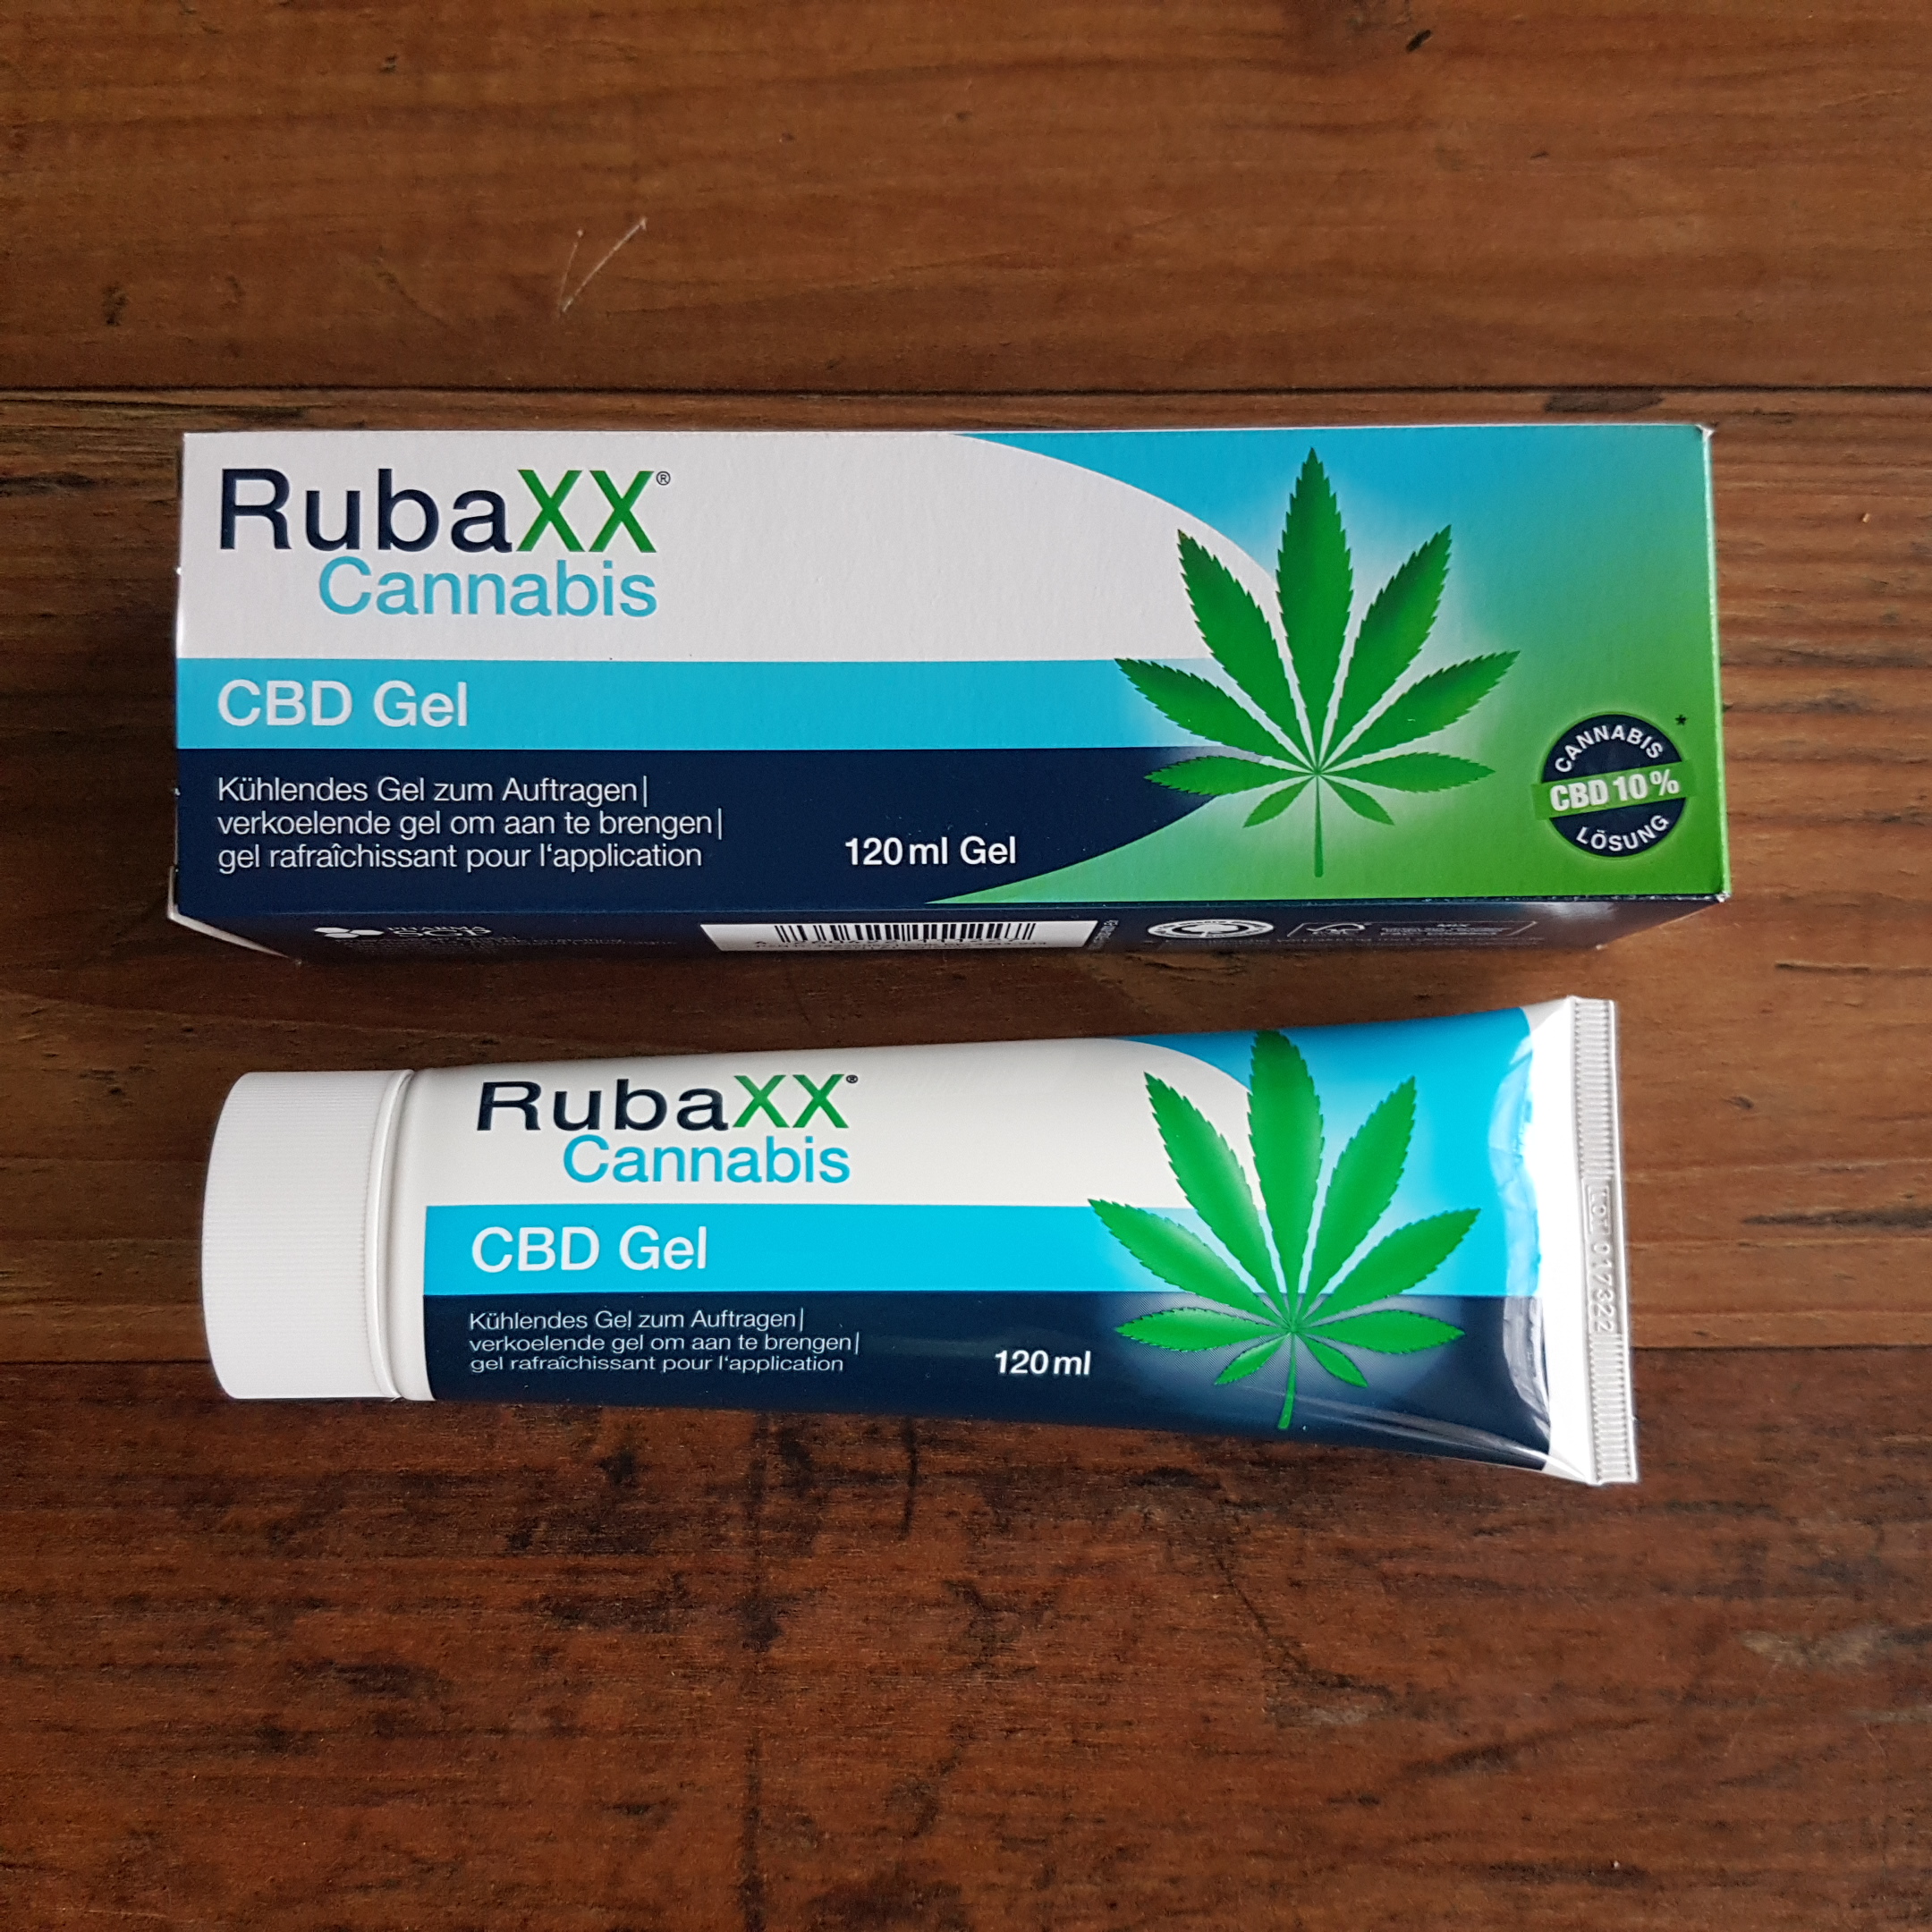 RubaXX®
Cannabis
CBD Gel
Kühlendes Gel zum Auftragen|
verkoelende gel om aan te brengen|
gel rafraîchissant pour l'application
120 ml Gel
*
CANNABIS
CBD 10%
LÖSUNG
RubaXX®
Cannabis
CBD Gel
Kühlendes Gel zum Auftragen|
verkoelende gel om aan te brengen|
gel rafraîchissant pour l'application
120 ml
LOT 017322